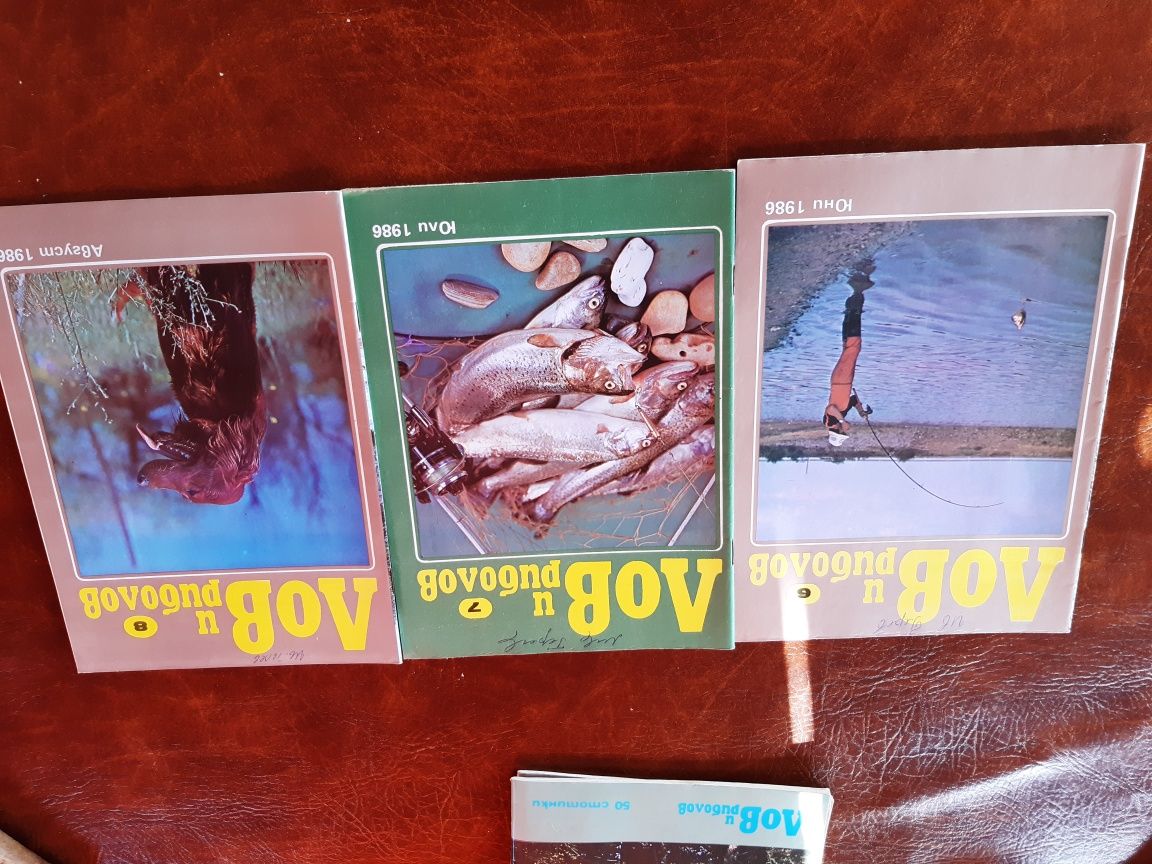 Лов и риболов
50 стотинки
Лов и
6
риболов
Юни 1986
Лов и
7
риболов
Юли 1986
Лов и
8
риболов
Август 1986